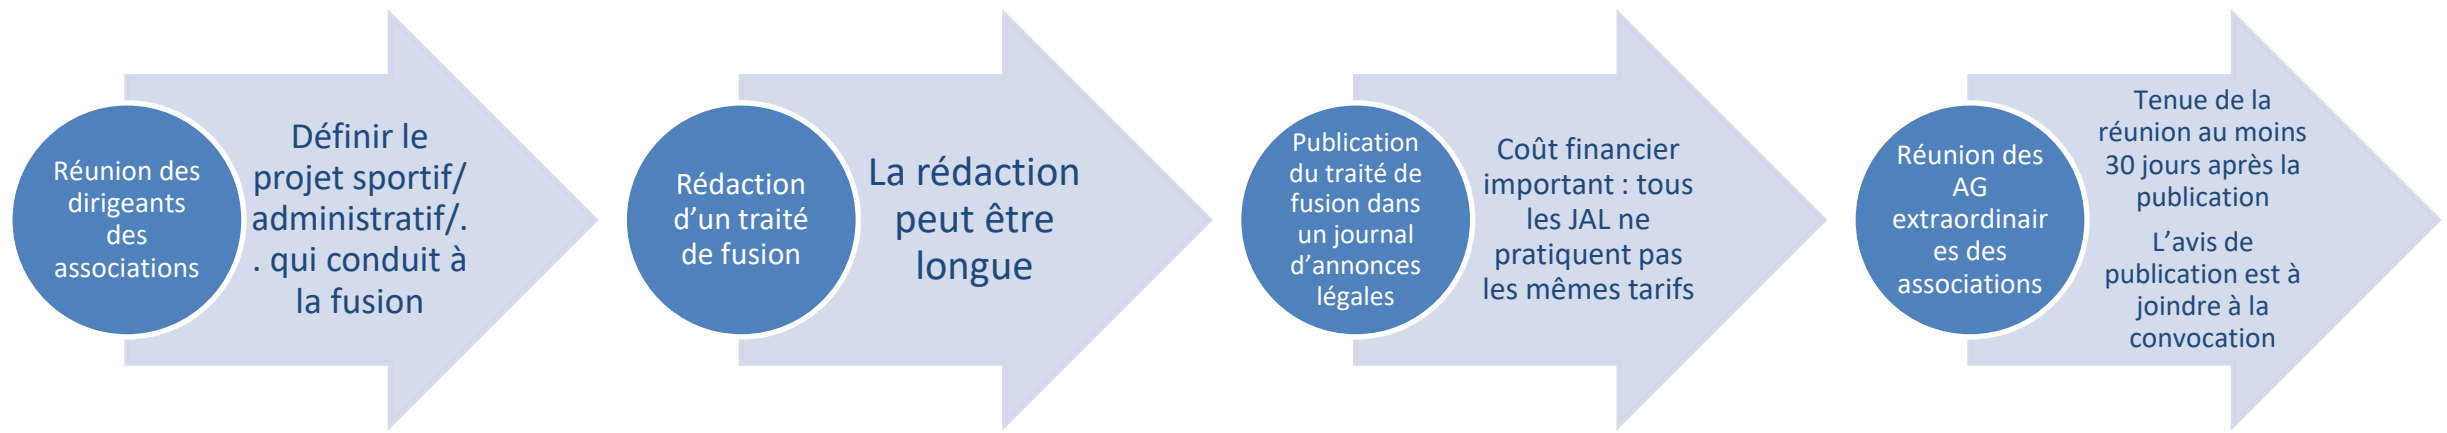 Réunion des
dirigeants
des
associations
Définir le
projet sportif/
administratif/.
. qui conduit à
la fusion
Rédaction
d’un traité
de fusion
La rédaction
peut être
longue
Publication
du traité de
fusion dans
un journal
d’annonces
légales
Coût financier
important : tous
les JAL ne
pratiquent pas
les mêmes tarifs
Réunion des
AG
extraordinair
es des
associations
Tenue de la
réunion au moins
30 jours après la
publication
L’avis de
publication est à
joindre à la
convocation